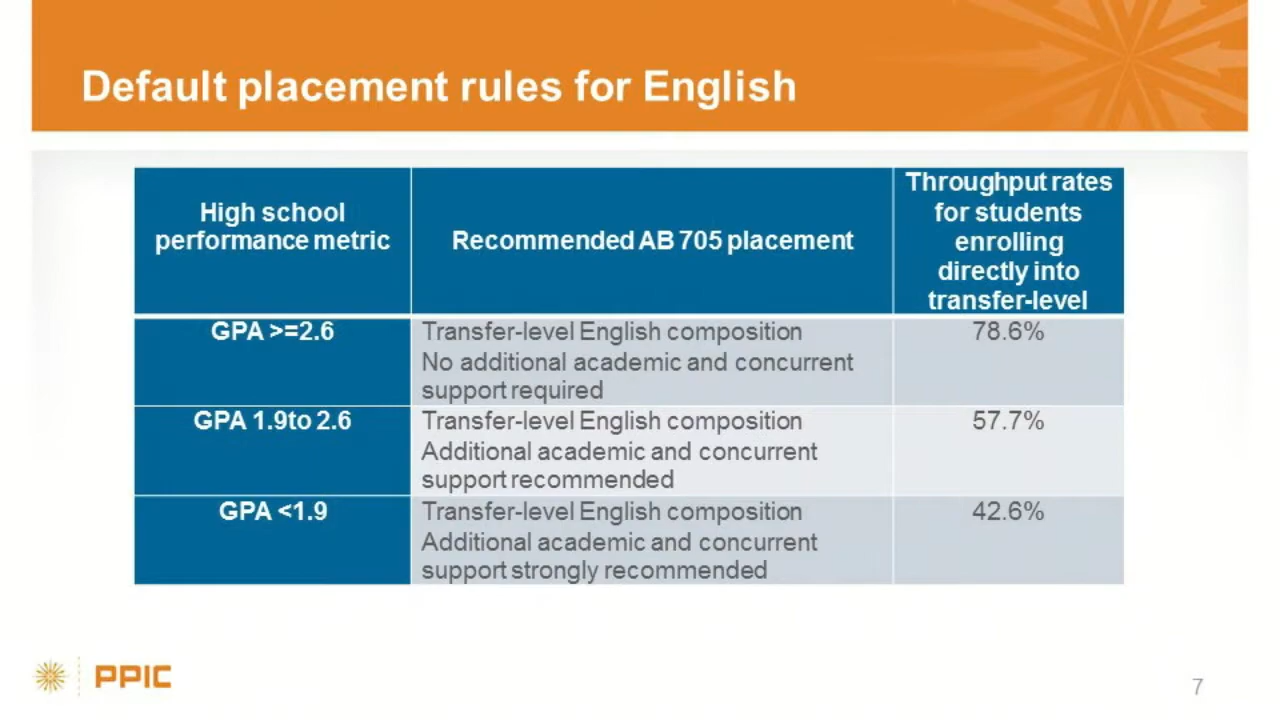 Default placement rules for English
High school
performance metric
Recommended AB 705 placement
Throughput rates
for students
enrolling
directly into
transfer-level
GPA >=2.6
Transfer-level English composition
No additional academic and concurrent
support required
78.6%
GPA 1.9to 2.6
Transfer-level English composition
Additional academic and concurrent
support recommended
57.7%
GPA <1.9
Transfer-level English composition
Additional academic and concurrent
support strongly recommended
42.6%
PPIC
7